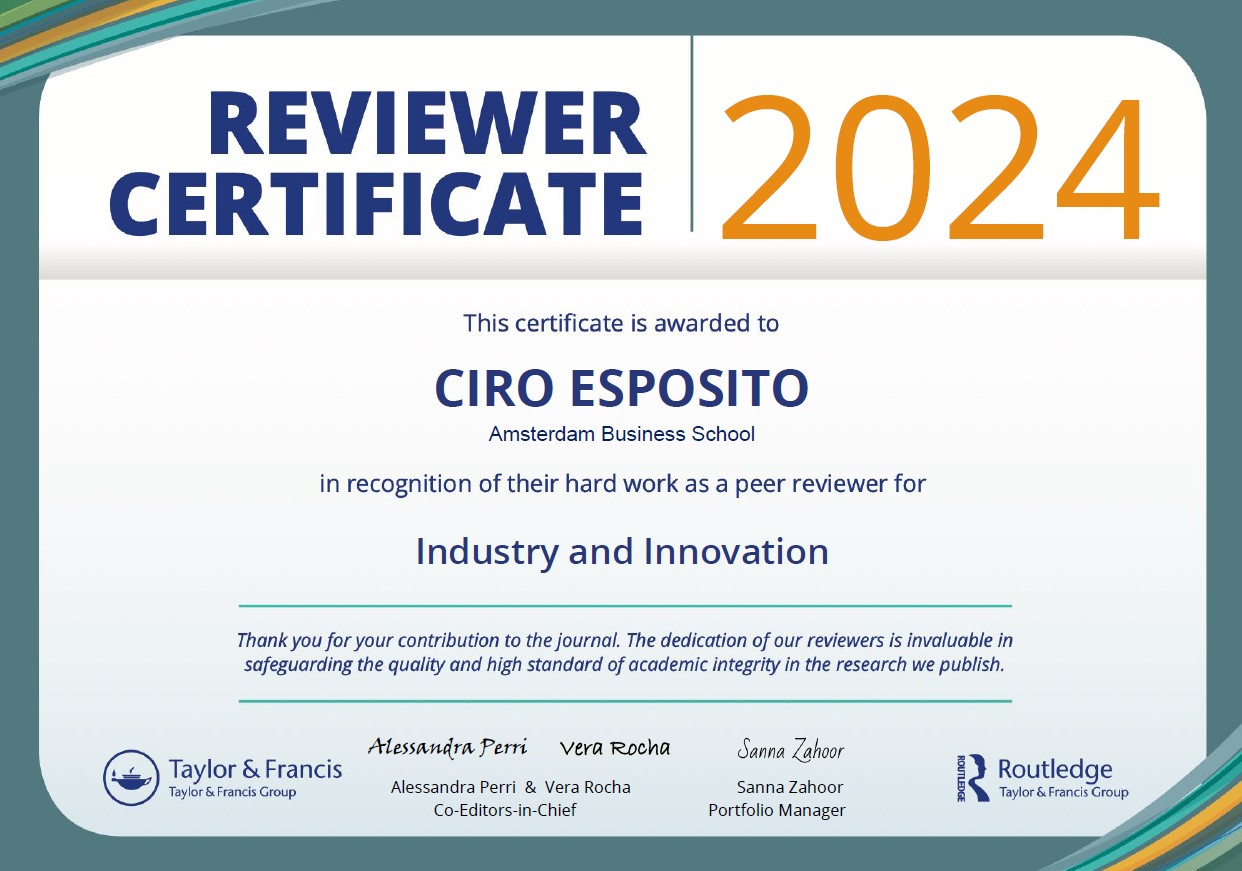 REVIEWER
CERTIFICATE
2024
This certificate is awarded to
CIRO ESPOSITO
Amsterdam Business School
in recognition of their hard work as a peer reviewer for
Industry and Innovation
Thank you for your contribution to the journal. The dedication of our reviewers is invaluable in
safeguarding the quality and high standard of academic integrity in the research we publish.
Taylor & Francis
Taylor & Francis Group
Alessandra Perri Vera Rocha
Alessandra Perri & Vera Rocha
Co-Editors-in-Chief
Sanna Zahoor
Sanna Zahoor
Portfolio Manager
ROUTLEDGE
Routledge
Taylor & Francis Group